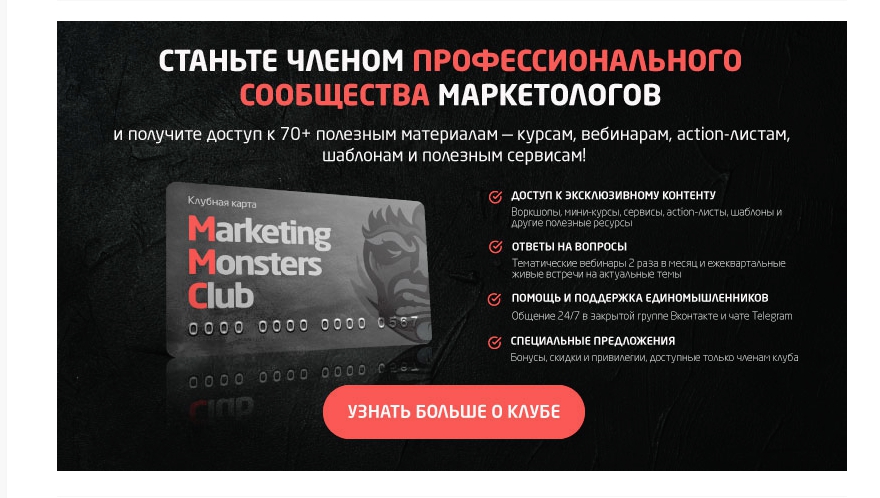 СТАНЬТЕ ЧЛЕНОМ ПРОФЕССИОНАЛЬНОГО
СООБЩЕСТВА МАРКЕТОЛОГОВ
и получите доступ к 70+ полезным материалам — курсам, вебинарам, action-листам,
шаблонам и полезным сервисам!
Клубная карта
Marketing
Monsters
Club
0000 0000 0000 0567
ДОСТУП К ЭКСКЛЮЗИВНОМУ КОНТЕНТУ
Воркшопы, мини-курсы, сервисы, action-листы, шаблоны и
другие полезные ресурсы
ОТВЕТЫ НА ВОПРОСЫ
Тематические вебинары 2 раза в месяц и ежеквартальные
живые встречи на актуальные темы
ПОМОЩЬ И ПОДДЕРЖКА ЕДИНОМЫШЛЕННИКОВ
Общение 24/7 в закрытой группе Вконтакте и чате Telegram
СПЕЦИАЛЬНЫЕ ПРЕДЛОЖЕНИЯ
Бонусы, скидки и привилегии, доступные только членам клуба
УЗНАТЬ БОЛЬШЕ О КЛУБЕ